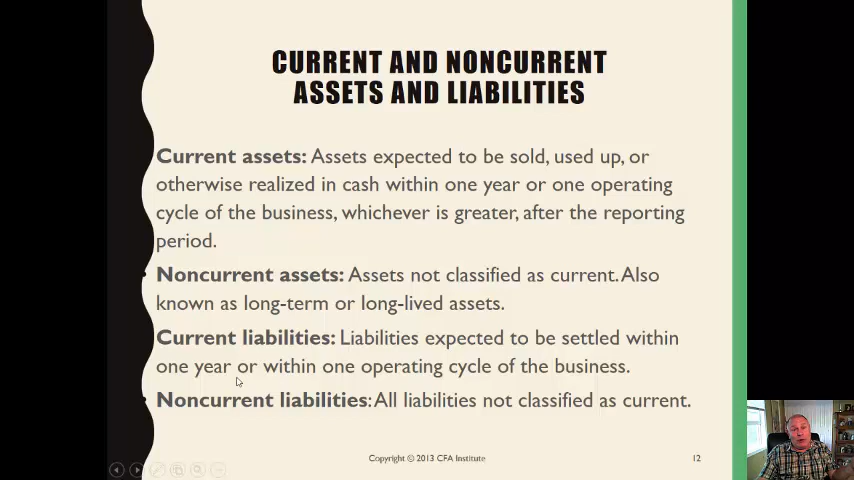 CURRENT AND NONCURRENT
ASSETS AND LIABILITIES
Current assets: Assets expected to be sold, used up, or
otherwise realized in cash within one year or one operating
cycle of the business, whichever is greater, after the reporting
period.
• Noncurrent assets: Assets not classified as current. Also
known as long-term or long-lived assets.
Current liabilities: Liabilities expected to be settled within
one year or within one operating cycle of the business.
• Noncurrent liabilities: All liabilities not classified as current.
Copyright © 2013 CFA Institute
12